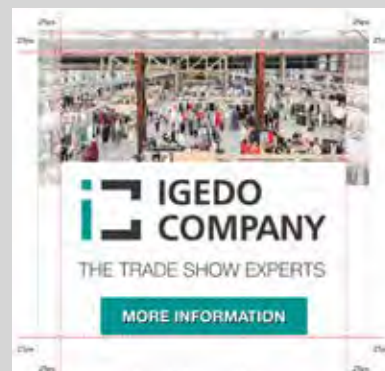 IGEDO
COMPANY
THE TRADE SHOW EXPERTS
MORE INFORMATION